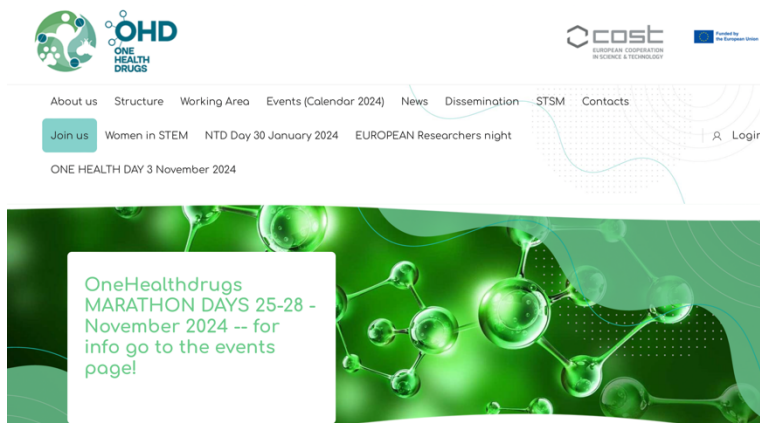 OHD
ONE
HEALTH
DRUGS
cost
EUROPEAN COOPERATION
IN SCIENCE & TECHNOLOGY
Funded by
the European Union
About us Structure Working Area Events (Calendar 2024) News Dissemination STSM Contacts
Join us Women in STEM NTD Day 30 January 2024 EUROPEAN Researchers night Login
ONE HEALTH DAY 3 November 2024
OneHealthdrugs
MARATHON DAYS 25-28 -
November 2024 -- for
info go to the events
page!